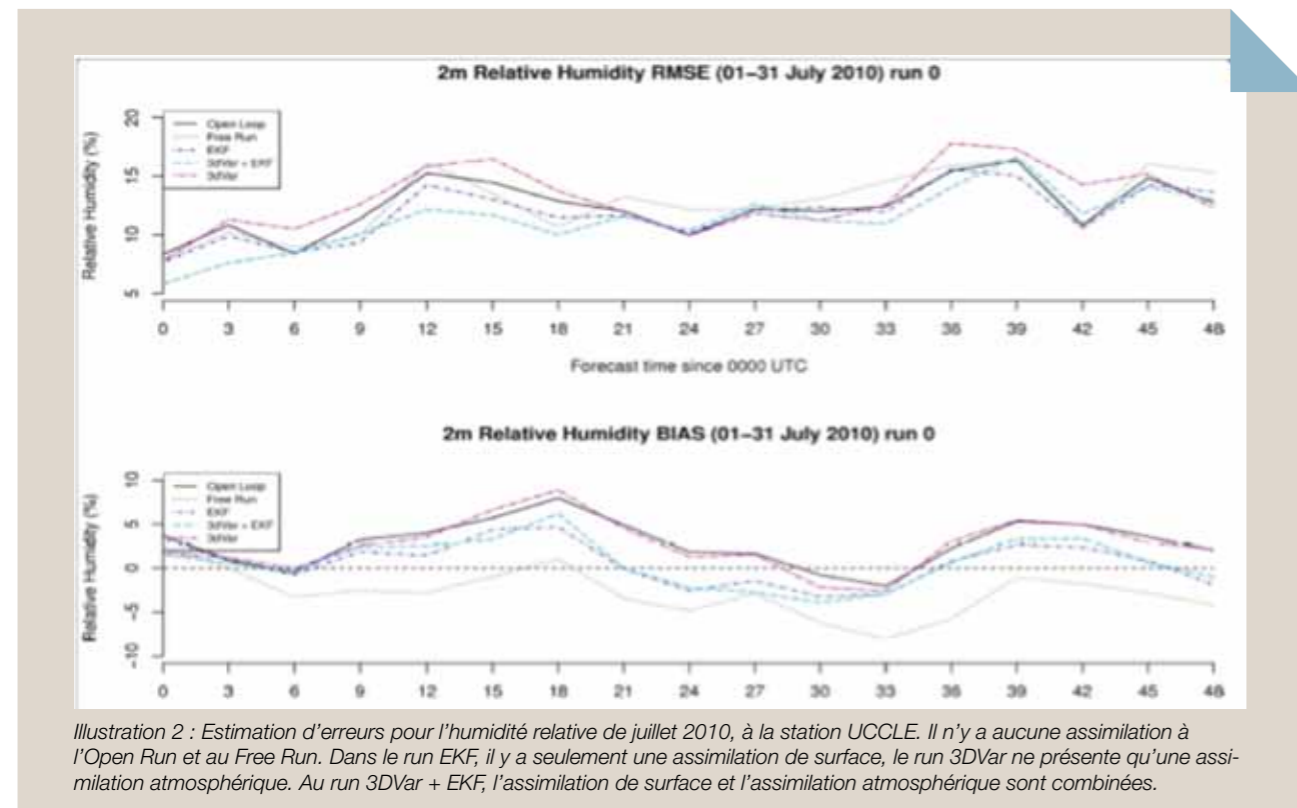 2m Relative Humidity RMSE (01–31 July 2010) run 0
Relative Humidity (%)
20
15
10
5
Open Loop
Free Run
EKF
3dVar + EKF
3dVar
0 3 6 9 12 15 18 21 24 27 30 33 36 39 42 45 48
Forecast time since 0000 UTC
2m Relative Humidity BIAS (01–31 July 2010) run 0
Relative Humidity (%)
10
5
0
-5
-10
Open Loop
Free Run
EKF
3dVar + EKF
3dVar
0 3 6 9 12 15 18 21 24 27 30 33 36 39 42 45 48
Illustration 2 : Estimation d’erreurs pour l’humidité relative de juillet 2010, à la station UCCLE. Il n’y a aucune assimilation à
l’Open Run et au Free Run. Dans le run EKF, il y a seulement une assimilation de surface, le run 3DVar ne présente qu’une assi-
milation atmosphérique. Au run 3DVar + EKF, l’assimilation de surface et l’assimilation atmosphérique sont combinées.